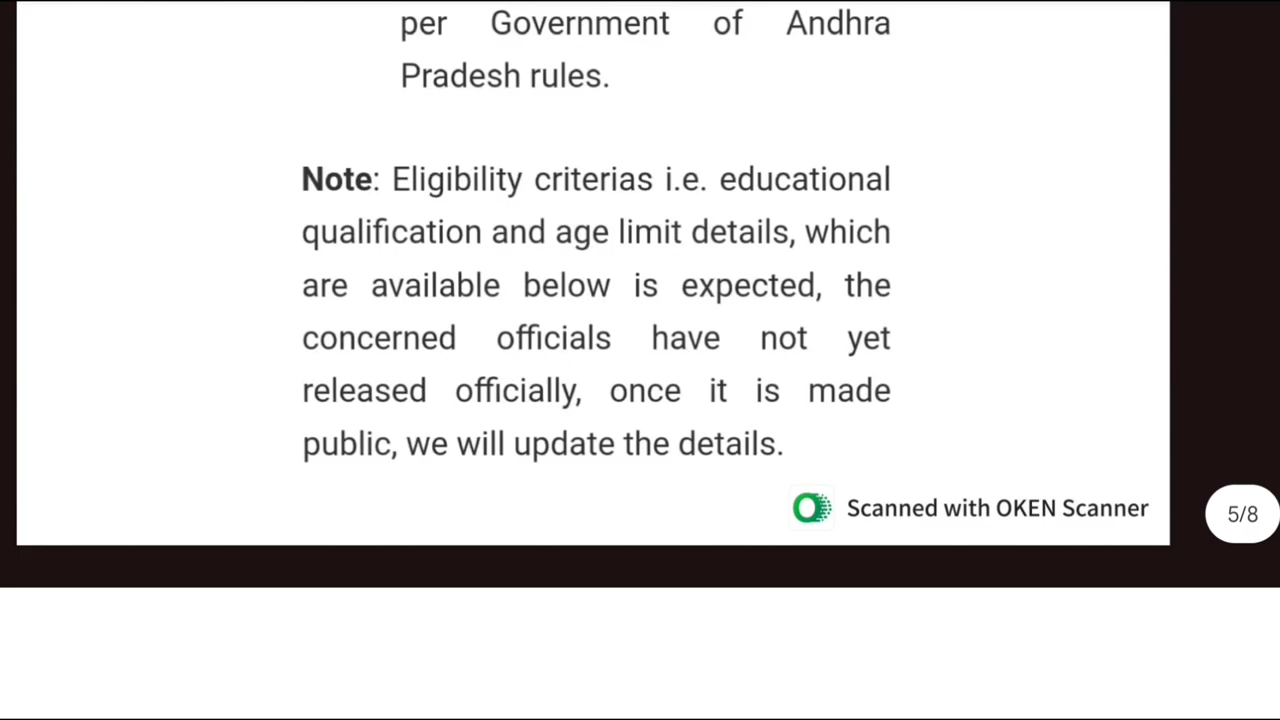 per Government of Andhra
Pradesh rules.
Note: Eligibility criterias i.e. educational
qualification and age limit details, which
are available below is expected, the
concerned officials have not yet
released officially, once it is made
public, we will update the details.
Scanned with OKEN Scanner
5/8